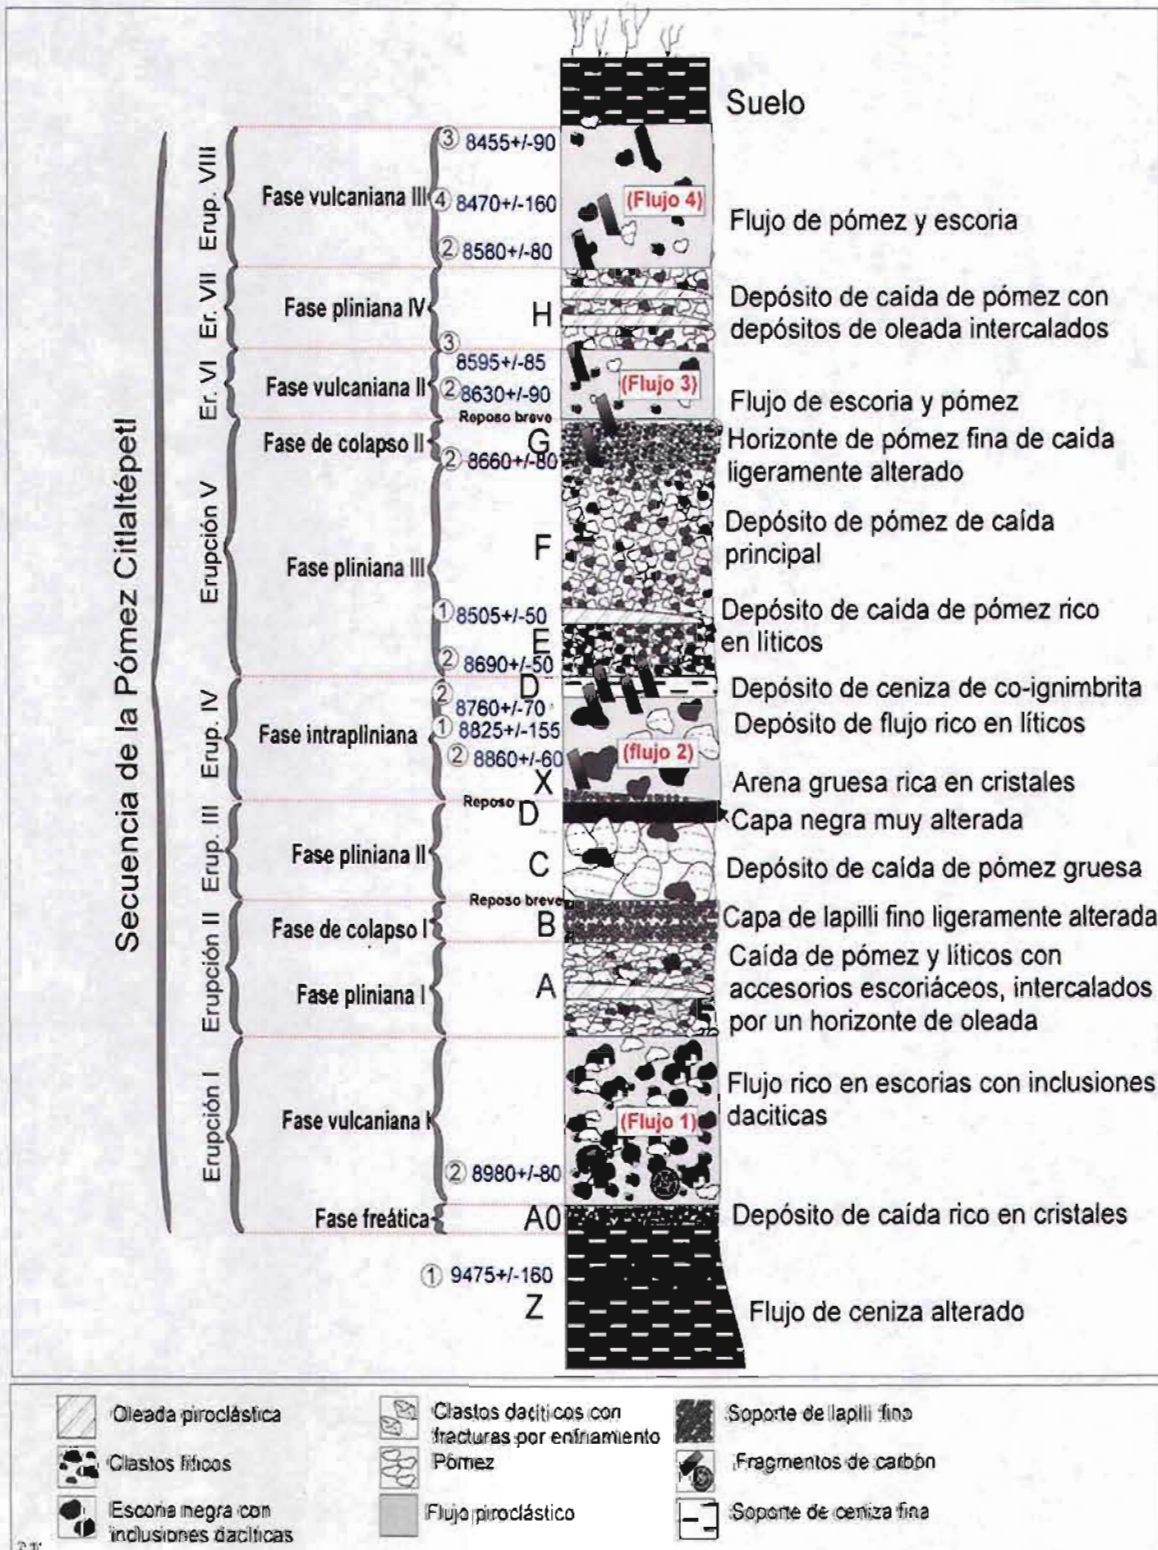 Suelo
Secuencia de la Pómez Citlaltépetl
Erup. VIII
Fase vulcaniana III
③ 8455+/-90
④ 8470+/-160
② 8580+/-80
(Flujo 4)
Flujo de pómez y escoria
Er. VII
Fase pliniana IV
H
Depósito de caída de pómez con
depósitos de oleada intercalados
Er. VI
Fase vulcaniana II
③
8595+/-85
② 8630+/-90
(Flujo 3)
Flujo de escoria y pómez
Reposo breve
Erupción V
Fase de colapso II
G
② 8660+/-80
Horizonte de pómez fina de caída
ligeramente alterado
Fase pliniana III
F
Depósito de pómez de caída
principal
① 8505+/-50
E
Depósito de caída de pómez rico
en líticos
② 8690+/-50
Erup. IV
Fase intrapliniana
D
Depósito de ceniza de co-ignimbrita
②
8760+/-70
① 8825+/-155
② 8860+/-60
(flujo 2)
Depósito de flujo rico en líticos
X
Arena gruesa rica en cristales
Reposo
Erup. III
Fase pliniana II
D
Capa negra muy alterada
C
Depósito de caída de pómez gruesa
Reposo breve
Erupción II
Fase de colapso I
B
Capa de lapilli fino ligeramente alterada
Fase pliniana I
A
Caída de pómez y líticos con
accesorios escoriáceos, intercalados
por un horizonte de oleada
Erupción I
Fase vulcaniana I
② 8980+/-80
(Flujo 1)
Flujo rico en escorias con inclusiones
daciticas
Fase freática
A0
Depósito de caída rico en cristales
① 9475+/-160
Z
Flujo de ceniza alterado
Oleada piroclástica
Clastos líticos
Escoria negra con
inclusiones dacíticas
Clastos dacíticos con
fracturas por enfriamiento
Pómez
Flujo piroclástico
Soporte de lapilli fino
Fragmentos de carbón
Soporte de ceniza fina